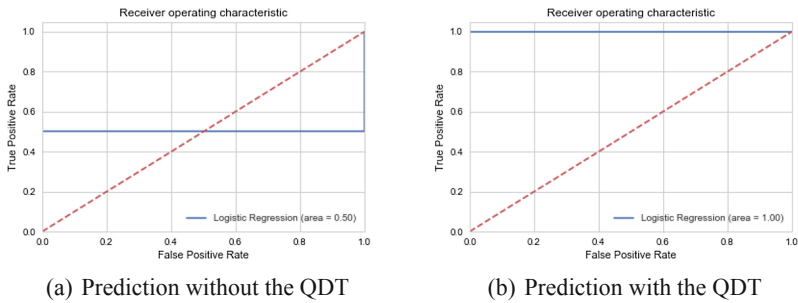 Receiver operating characteristic
True Positive Rate
1.0
0.8
0.6
0.4
0.2
0.0
Logistic Regression (area = 0.50)
0.0 0.2 0.4 0.6 0.8 1.0
False Positive Rate
(a) Prediction without the QDT
Receiver operating characteristic
True Positive Rate
1.0
0.8
0.6
0.4
0.2
0.0
Logistic Regression (area = 1.00)
0.0 0.2 0.4 0.6 0.8 1.0
False Positive Rate
(b) Prediction with the QDT